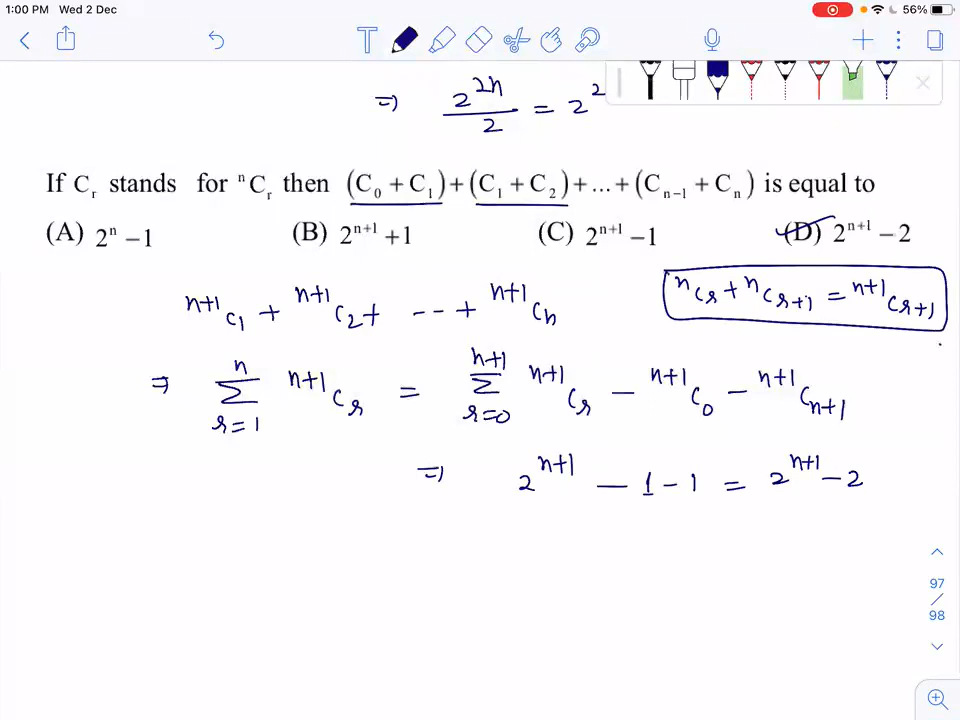 1:00 PM Wed 2 Dec 56%
T
⇒ 2^{2n}/2 = 2^2
If C_r stands for ^nC_r then (C_0 + C_1) + (C_1 + C_2) + ... + (C_{n-1} + C_n) is equal to
(A) 2^n − 1 (B) 2^{n+1} + 1 (C) 2^{n+1} − 1 (D) 2^{n+1} − 2
^{n+1}C_1 + ^{n+1}C_2 + --- + ^{n+1}C_n ^nC_r + ^nC_{r+1} = ^{n+1}C_{r+1}
⇒ ∑_{r=1}^{n} ^{n+1}C_r = ∑_{r=0}^{n+1} ^{n+1}C_r − ^{n+1}C_0 − ^{n+1}C_{n+1}
⇒ 2^{n+1} − 1 − 1 = 2^{n+1} − 2
97
/
98